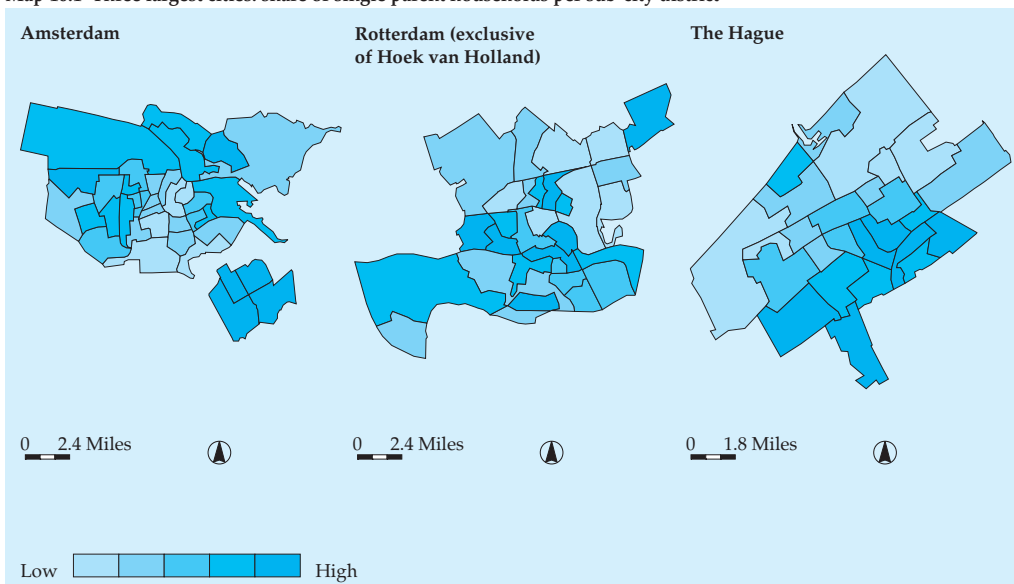 Amsterdam
Rotterdam (exclusive
of Hoek van Holland)
The Hague
0 2.4 Miles
0 2.4 Miles
0 1.8 Miles
Low High